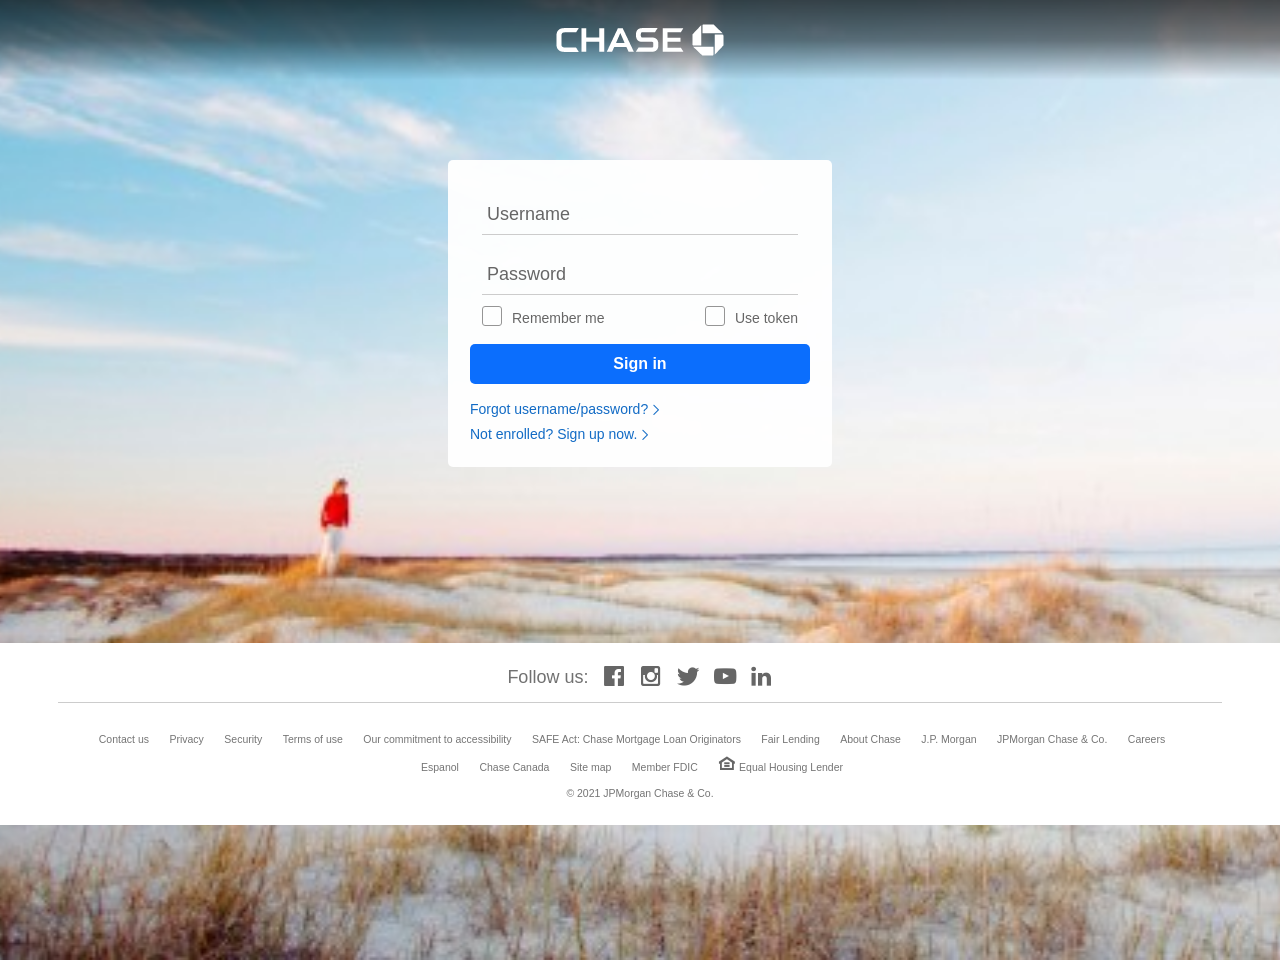 CHASE
Username
Password
Remember me Use token
Sign in
Forgot username/password?
Not enrolled? Sign up now.
Follow us:
Contact us Privacy Security Terms of use Our commitment to accessibility SAFE Act: Chase Mortgage Loan Originators Fair Lending About Chase J.P. Morgan JPMorgan Chase & Co. Careers
Espanol Chase Canada Site map Member FDIC Equal Housing Lender
© 2021 JPMorgan Chase & Co.